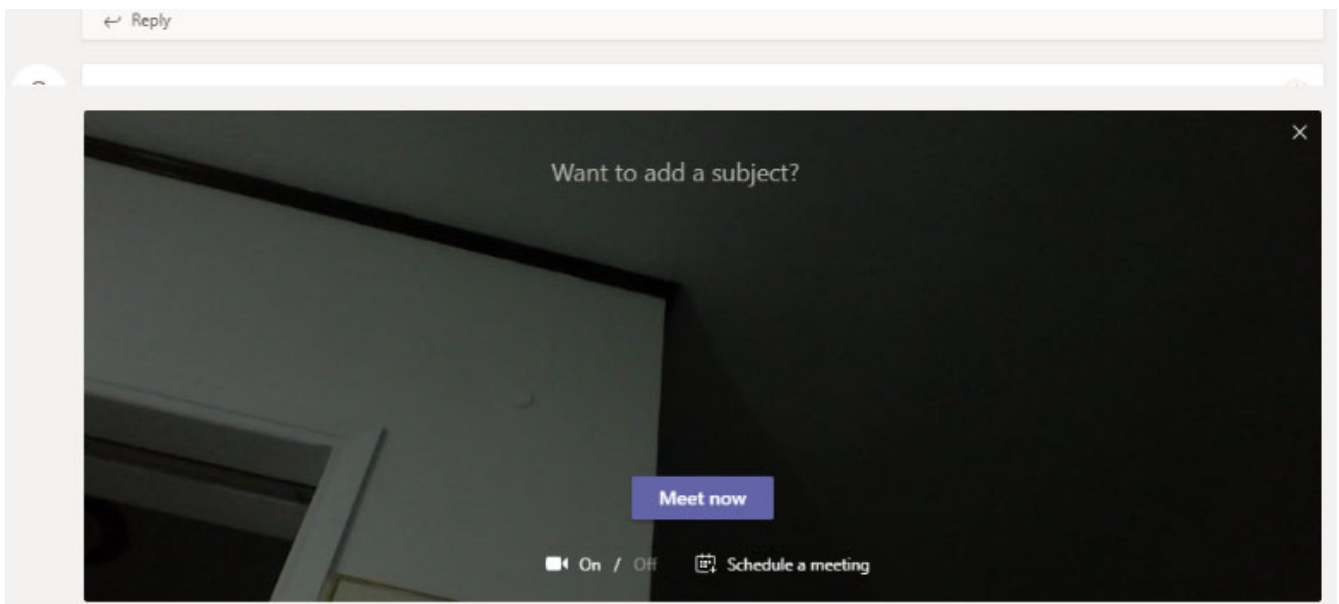 Reply
Want to add a subject?
Meet now
On / Off
Schedule a meeting